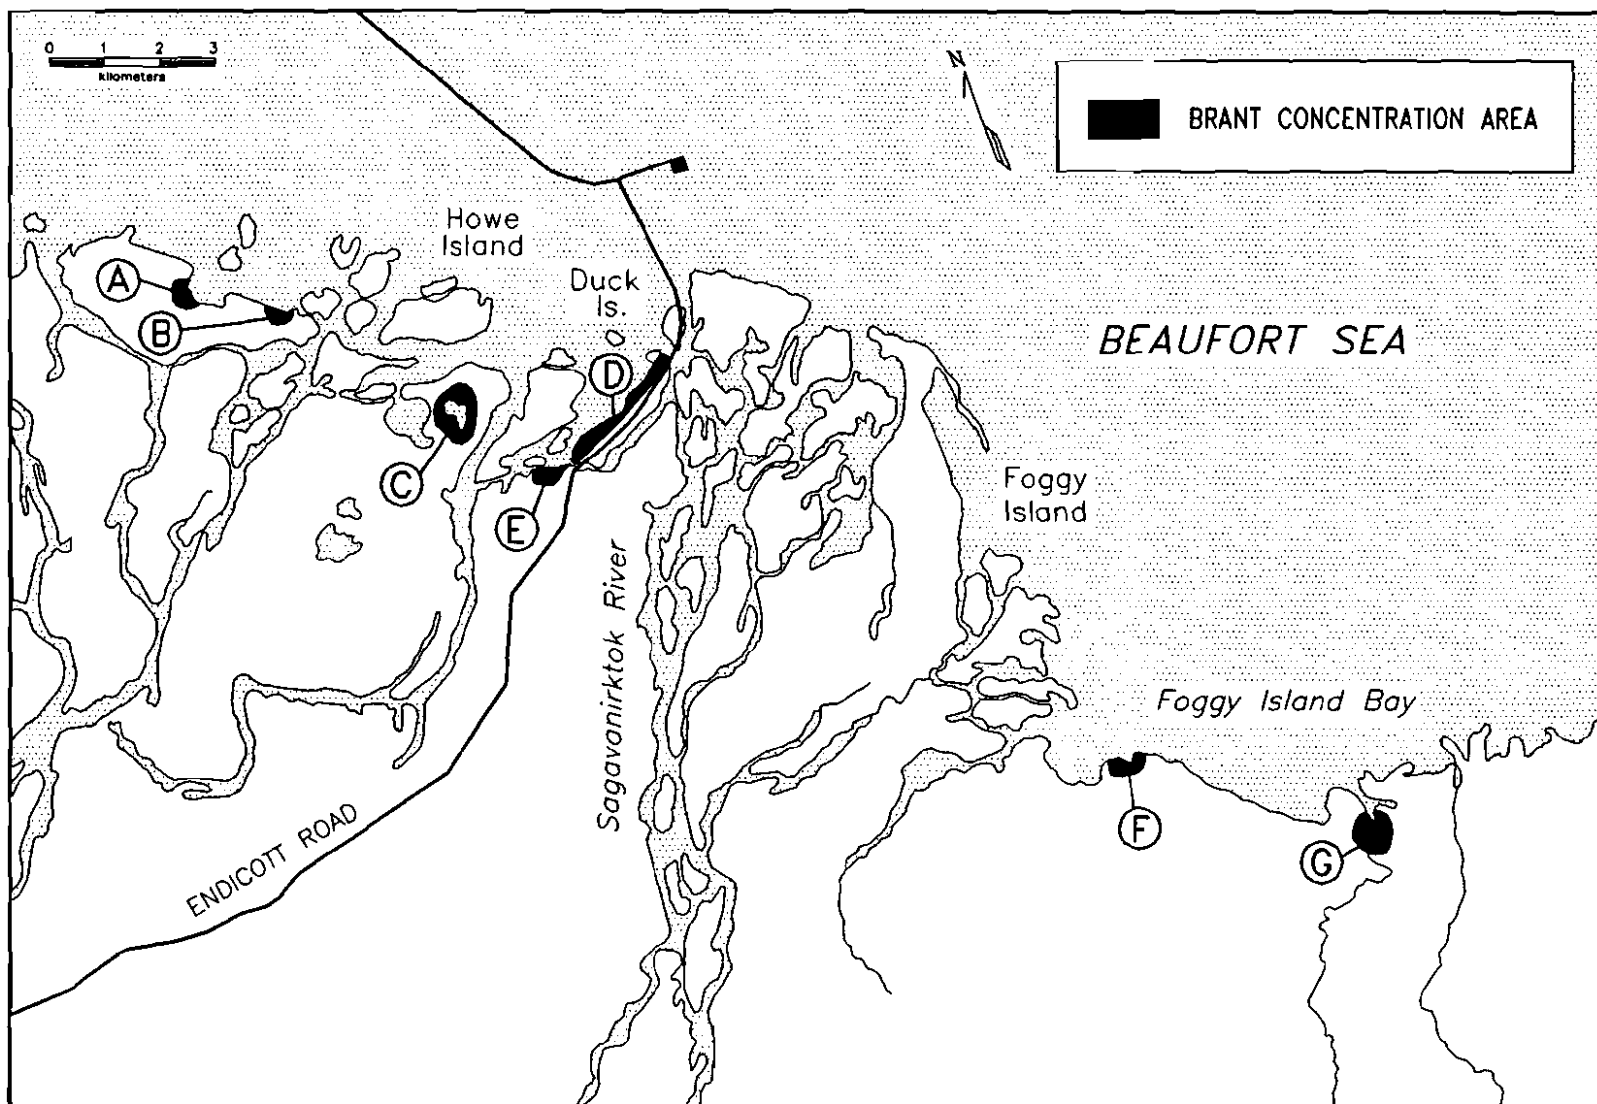 0 1 2 3
kilometers
N
BRANT CONCENTRATION AREA
Howe
Island
A
Duck
Is.
B
BEAUFORT SEA
D
C
Foggy
Island
E
Sagavanirktok River
Foggy Island Bay
F
ENDICOTT ROAD
G